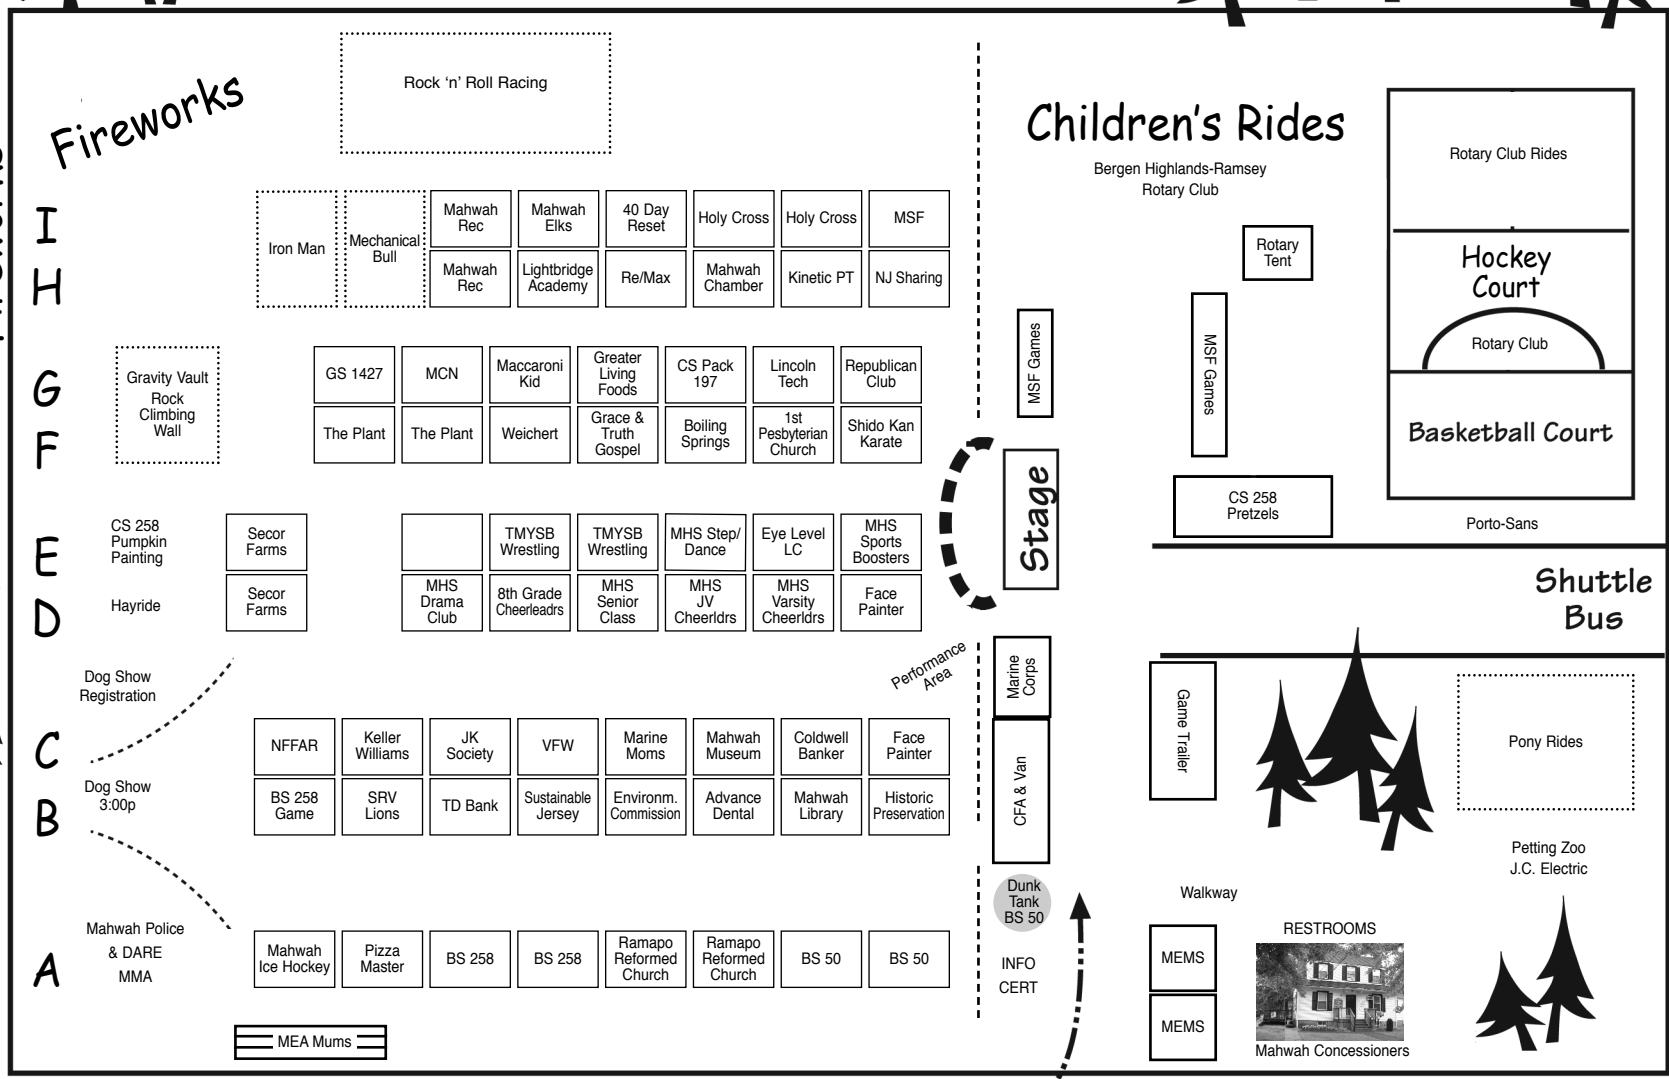 Rock ‘n’ Roll Racing
Fireworks
Children's Rides
Bergen Highlands-Ramsey
Rotary Club
Rotary Club Rides
Rotary
Tent
Hockey
Court
Rotary Club
Basketball Court
MSF Games
MSF Games
CS 258
Pretzels
Porto-Sans
I
Iron Man
Mechanical
Bull
Mahwah
Rec
Mahwah
Elks
40 Day
Reset
Holy Cross
Holy Cross
MSF
H
Mahwah
Rec
Lightbridge
Academy
Re/Max
Mahwah
Chamber
Kinetic PT
NJ Sharing
Gravity Vault
Rock
Climbing
Wall
G
GS 1427
MCN
Maccaroni
Kid
Greater
Living
Foods
CS Pack
197
Lincoln
Tech
Republican
Club
F
The Plant
The Plant
Weichert
Grace &
Truth
Gospel
Boiling
Springs
1st
Pesbyterian
Church
Shido Kan
Karate
Stage
CS 258
Pumpkin
Painting
E
Secor
Farms
TMYSB
Wrestling
TMYSB
Wrestling
MHS Step/
Dance
Eye Level
LC
MHS
Sports
Boosters
D
Hayride
Secor
Farms
MHS
Drama
Club
8th Grade
Cheerleadrs
MHS
Senior
Class
MHS
JV
Cheerldrs
MHS
Varsity
Cheerldrs
Face
Painter
Shuttle
Bus
Dog Show
Registration
Performance
Area
Marine
Corps
Game Trailer
Pony Rides
C
NFFAR
Keller
Williams
JK
Society
VFW
Marine
Moms
Mahwah
Museum
Coldwell
Banker
Face
Painter
CFA & Van
Dog Show
3:00p
B
BS 258
Game
SRV
Lions
TD Bank
Sustainable
Jersey
Environm.
Commission
Advance
Dental
Mahwah
Library
Historic
Preservation
Petting Zoo
J.C. Electric
Dunk
Tank
BS 50
Walkway
Mahwah Police
& DARE
MMA
A
Mahwah
Ice Hockey
Pizza
Master
BS 258
BS 258
Ramapo
Reformed
Church
Ramapo
Reformed
Church
BS 50
BS 50
INFO
CERT
MEMS
MEMS
RESTROOMS
Mahwah Concessioners
MEA Mums